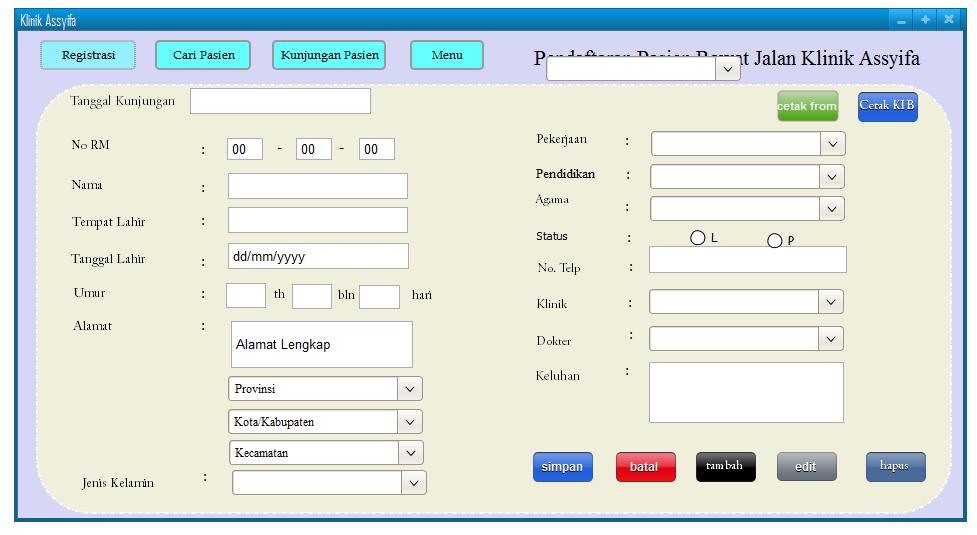 Klinik Assyifa
Registrasi
Cari Pasien
Kunjungan Pasien
Menu
Pendaftaran Pasien Rawat Jalan Klinik Assyifa
Tanggal Kunjungan
cetak from
Cetak KIB
No RM : 00 - 00 - 00
Nama :
Tempat Lahir :
Tanggal Lahir : dd/mm/yyyy
Umur : th bln hari
Alamat : Alamat Lengkap
Provinsi
Kota/Kabupaten
Kecamatan
Jenis Kelamin :
Pekerjaan :
Pendidikan :
Agama :
Status : L P
No. Telp :
Klinik :
Dokter :
Keluhan :
simpan
batal
tambah
edit
hapus